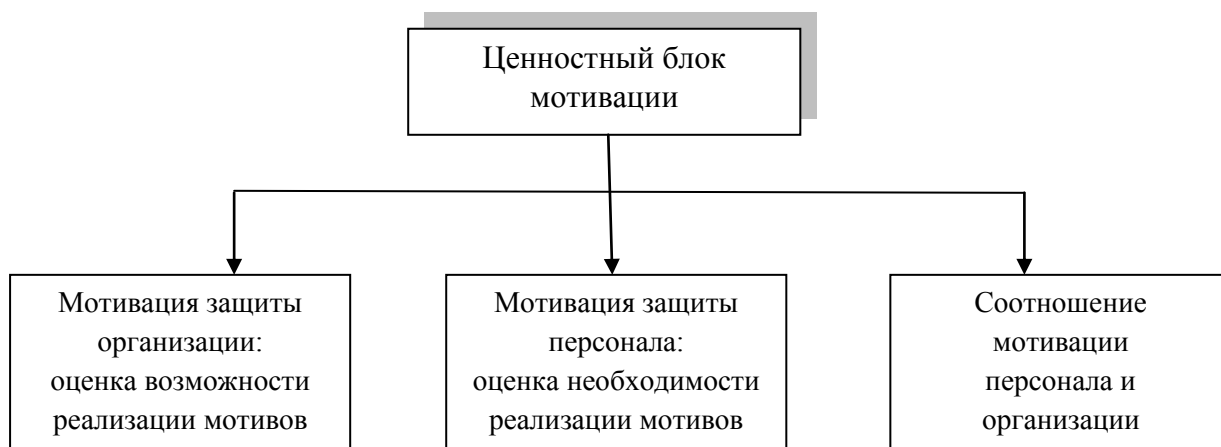 Ценностный блок
мотивации
Мотивация защиты
организации:
оценка возможности
реализации мотивов
Мотивация защиты
персонала:
оценка необходимости
реализации мотивов
Соотношение
мотивации
персонала и
организации